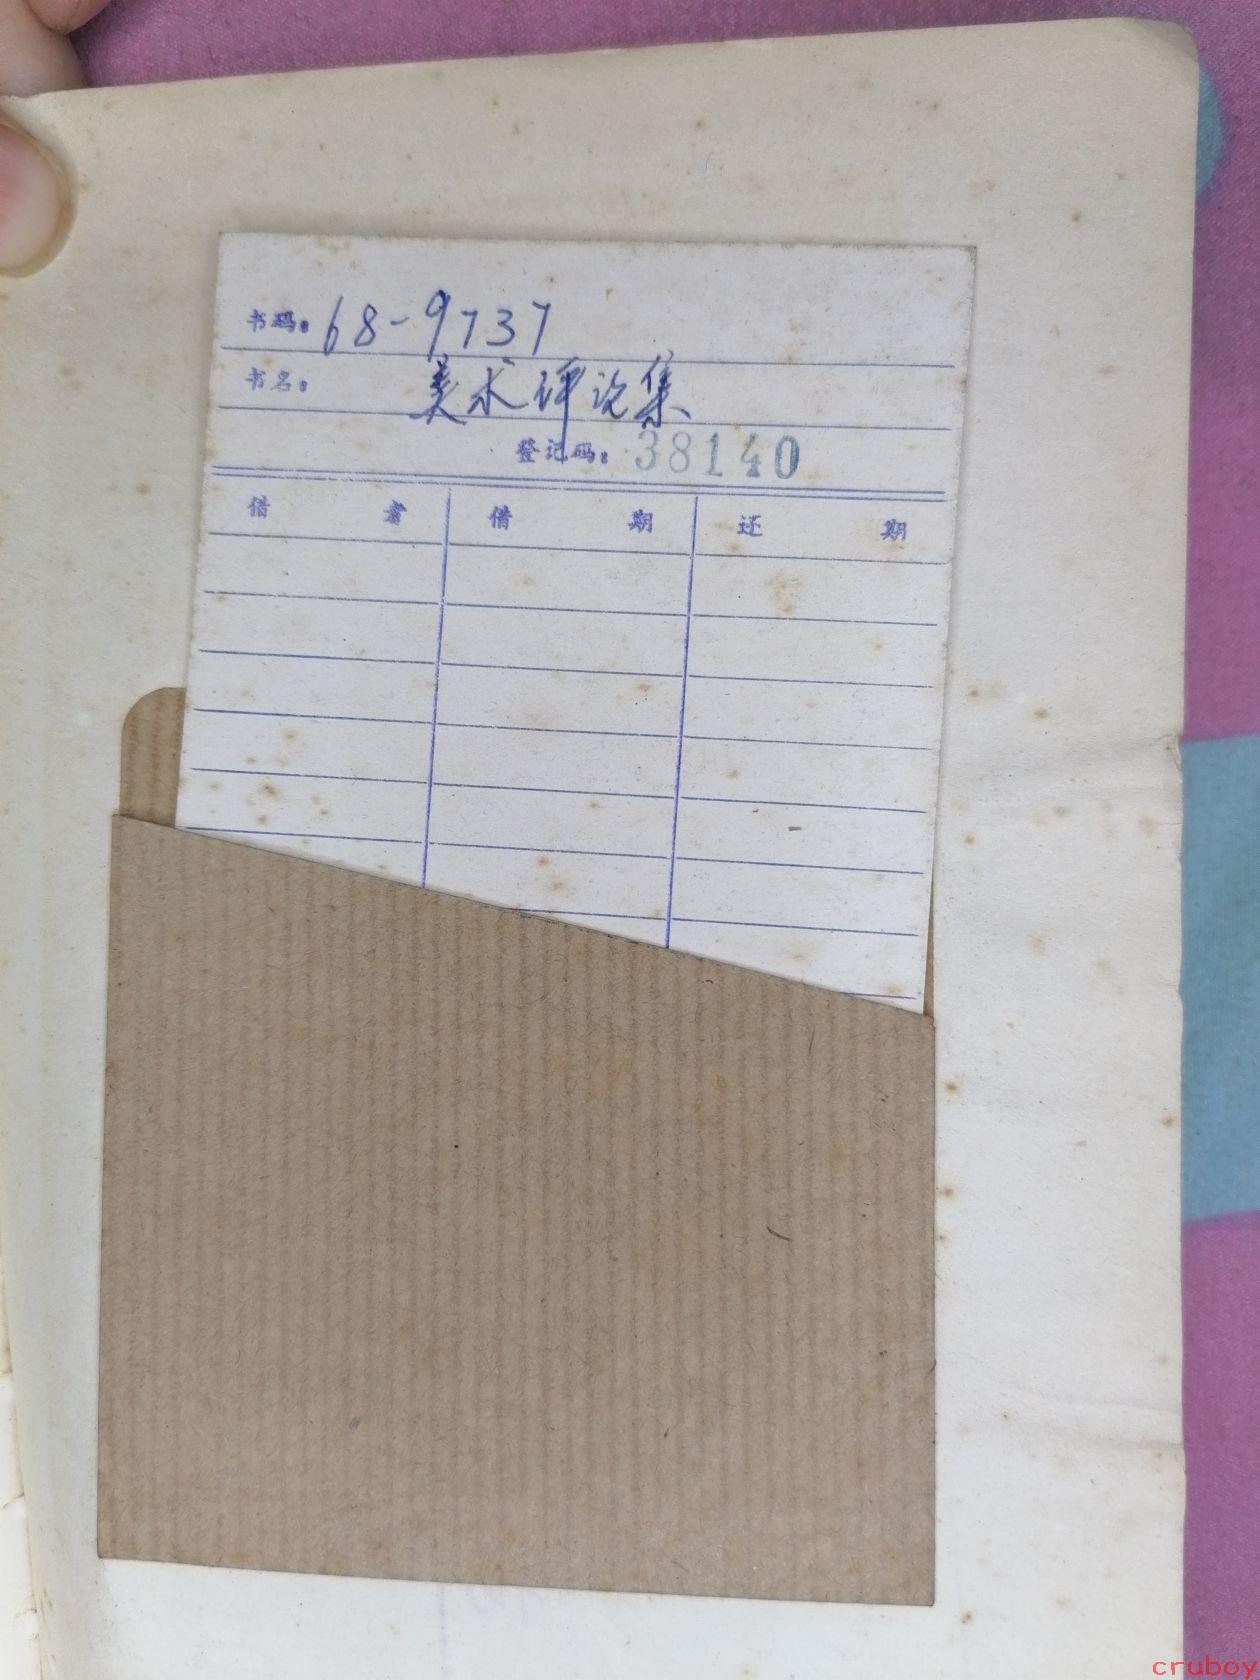 书码：68-9737
书名：美术评论集
登记码：38140
借者 借期 还期
cruboy